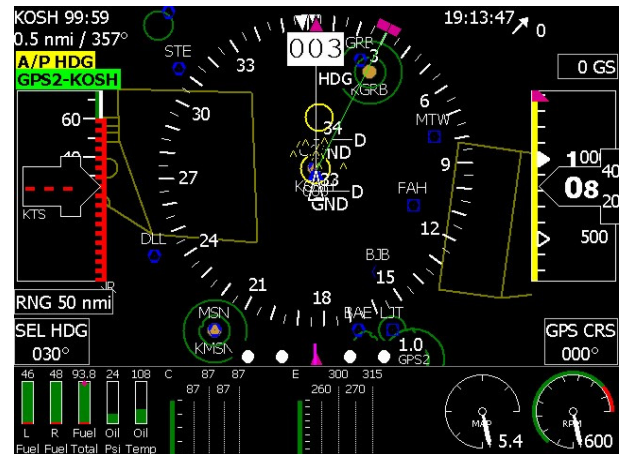 KOSH 99:59
0.5 nmi / 357°
A/P HDG
GPS2-KOSH
19:13:47
0
0 GS
003
HDG
STE
GRB
KGRB
33
3
6
MTW
30
60
9
27
34
D
ND
D
GND
FAH
12
24
DLL
BJB
15
21
18
KTS
100
08
40
20
500
RNG 50 nmi
MSN
KMSN
BAE
LJT
SEL HDG
030°
1.0
GPS2
GPS CRS
000°
46 48 93.8 24 108
C 87 87
87 87
E 300 315
260 270
L R Fuel Oil Oil
Fuel Fuel Total Psi Temp
MAP
5.4
RPM
600